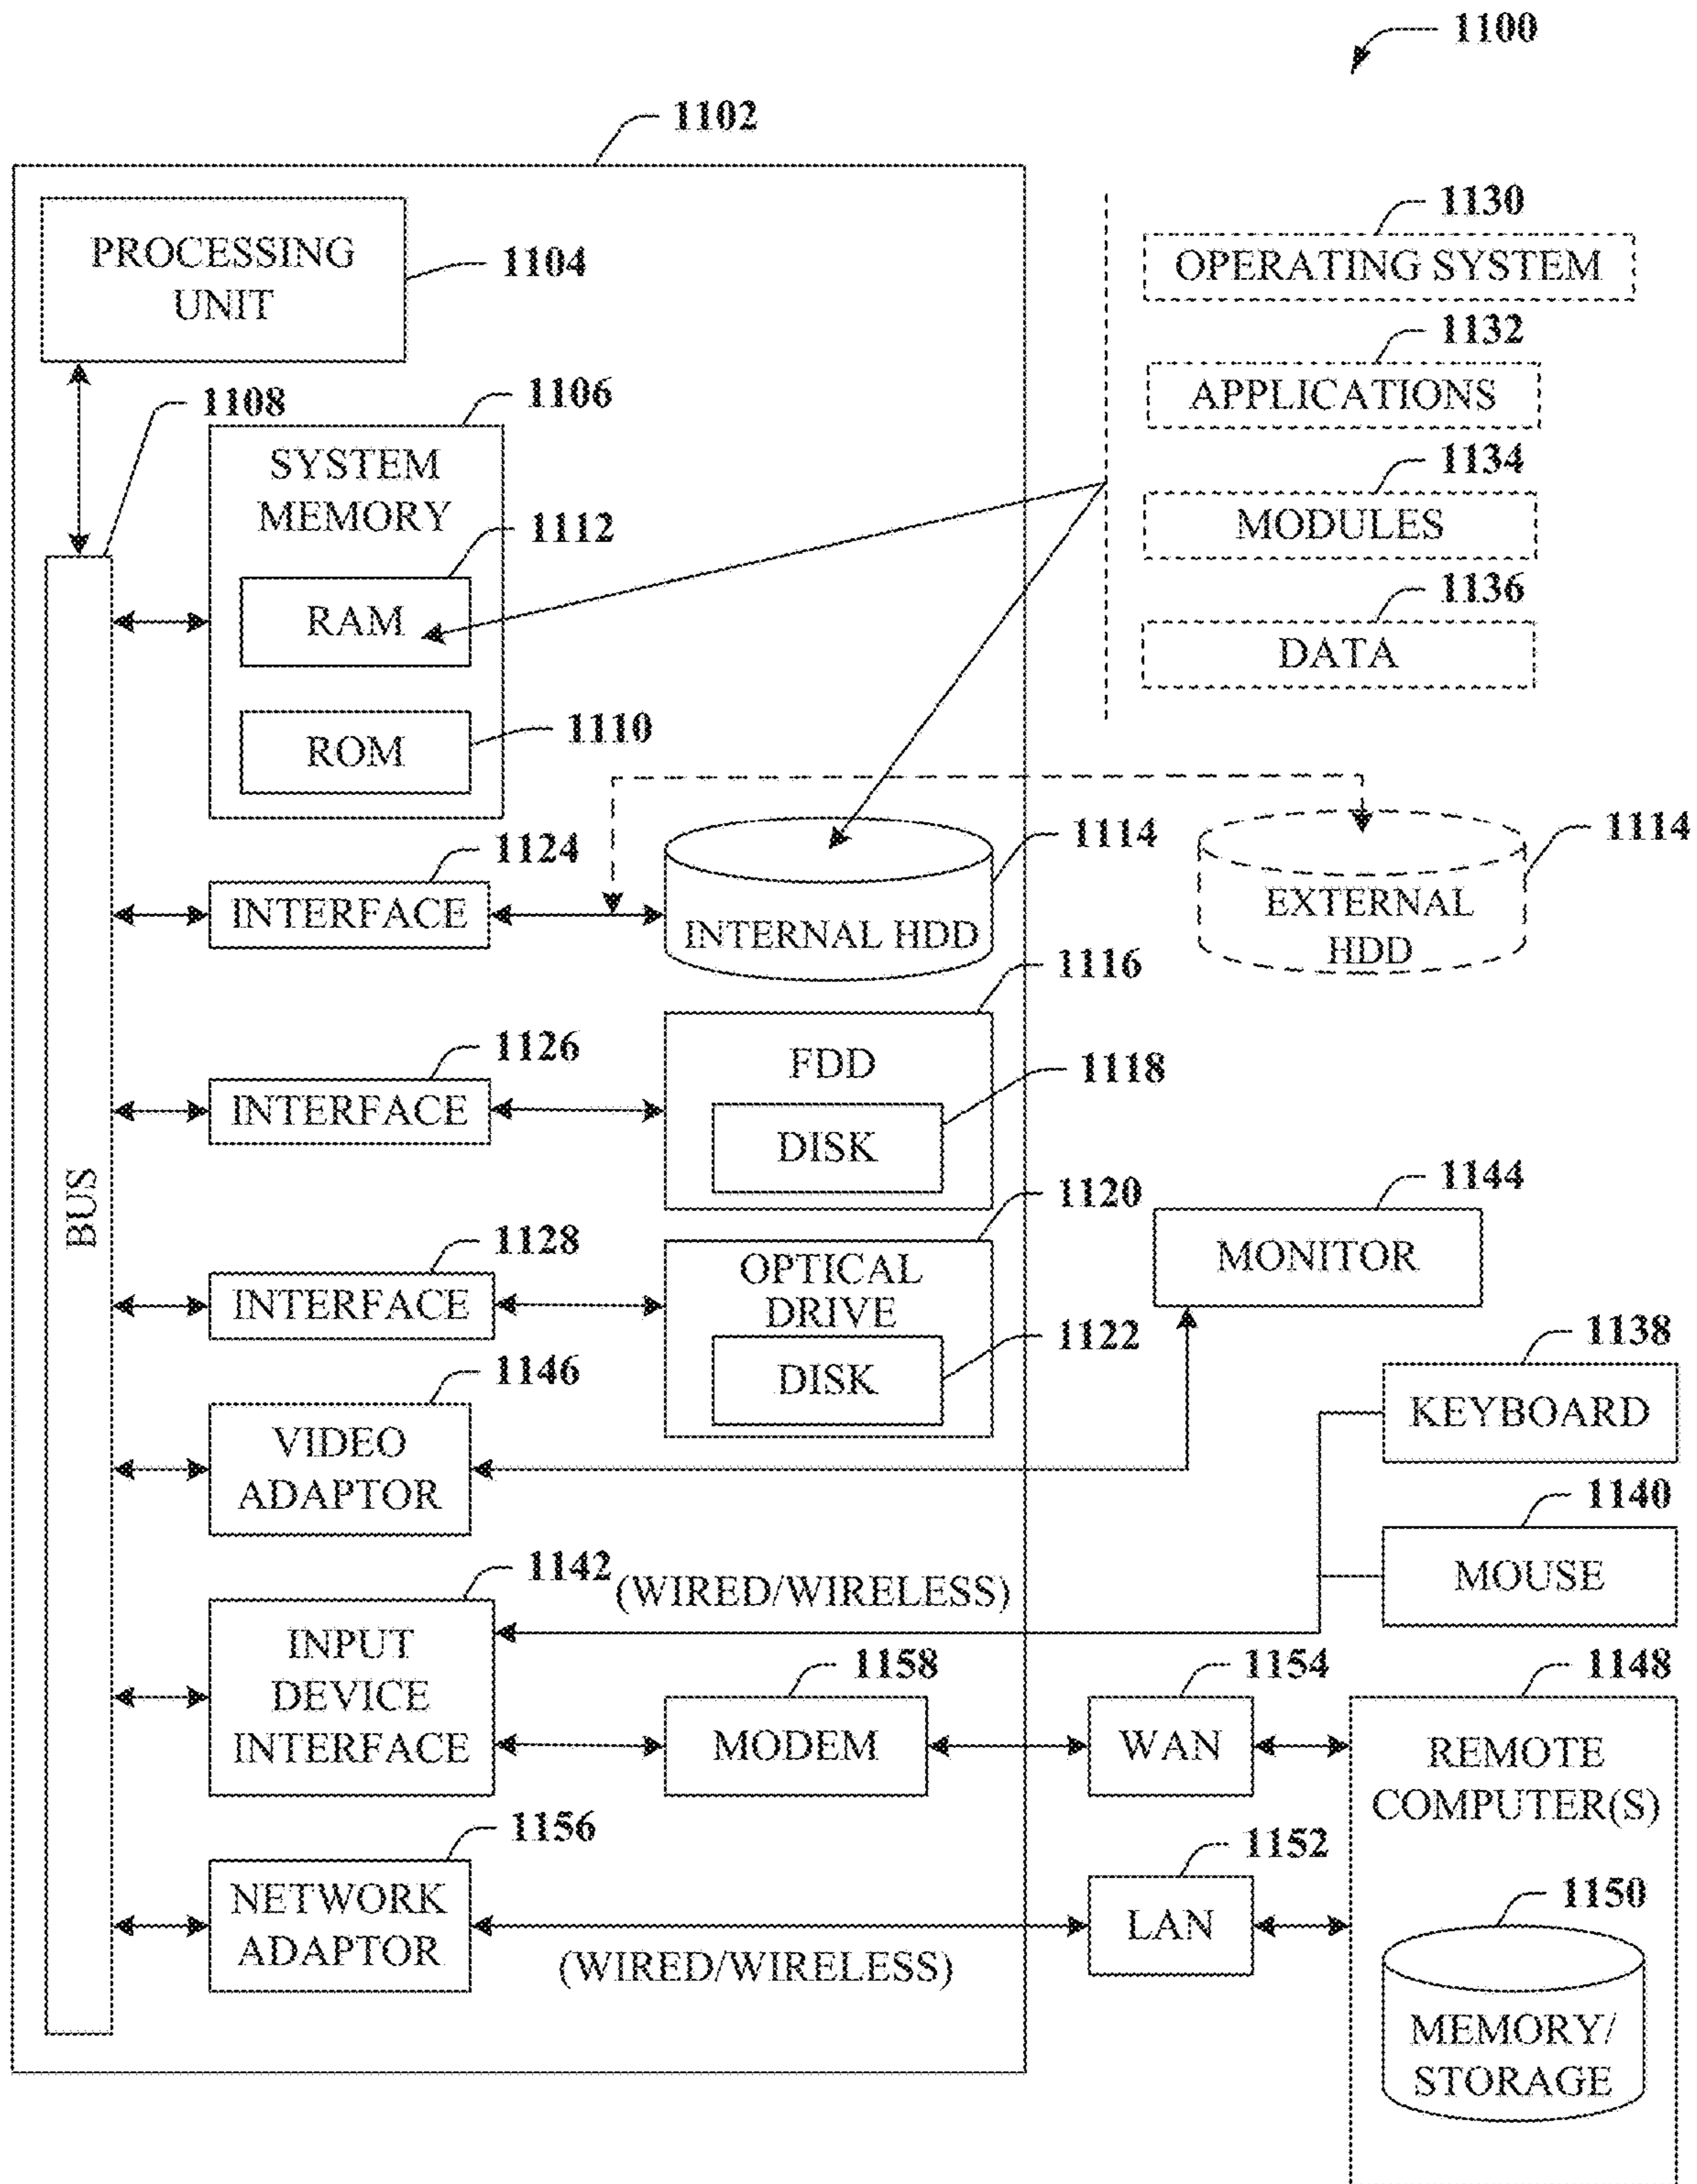 1100
1102
PROCESSING
UNIT
1104
1130
OPERATING SYSTEM
1132
APPLICATIONS
1134
MODULES
1136
DATA
1108
1106
SYSTEM
MEMORY
1112
RAM
1110
ROM
BUS
1124
INTERFACE
1114
INTERNAL HDD
1114
EXTERNAL
HDD
1126
INTERFACE
1116
FDD
1118
DISK
1128
INTERFACE
1120
OPTICAL
DRIVE
1122
DISK
1144
MONITOR
1146
VIDEO
ADAPTOR
1138
KEYBOARD
1140
MOUSE
1142
(WIRED/WIRELESS)
INPUT
DEVICE
INTERFACE
1158
MODEM
1154
WAN
1148
REMOTE
COMPUTER(S)
1156
NETWORK
ADAPTOR
(WIRED/WIRELESS)
1152
LAN
1150
MEMORY/
STORAGE